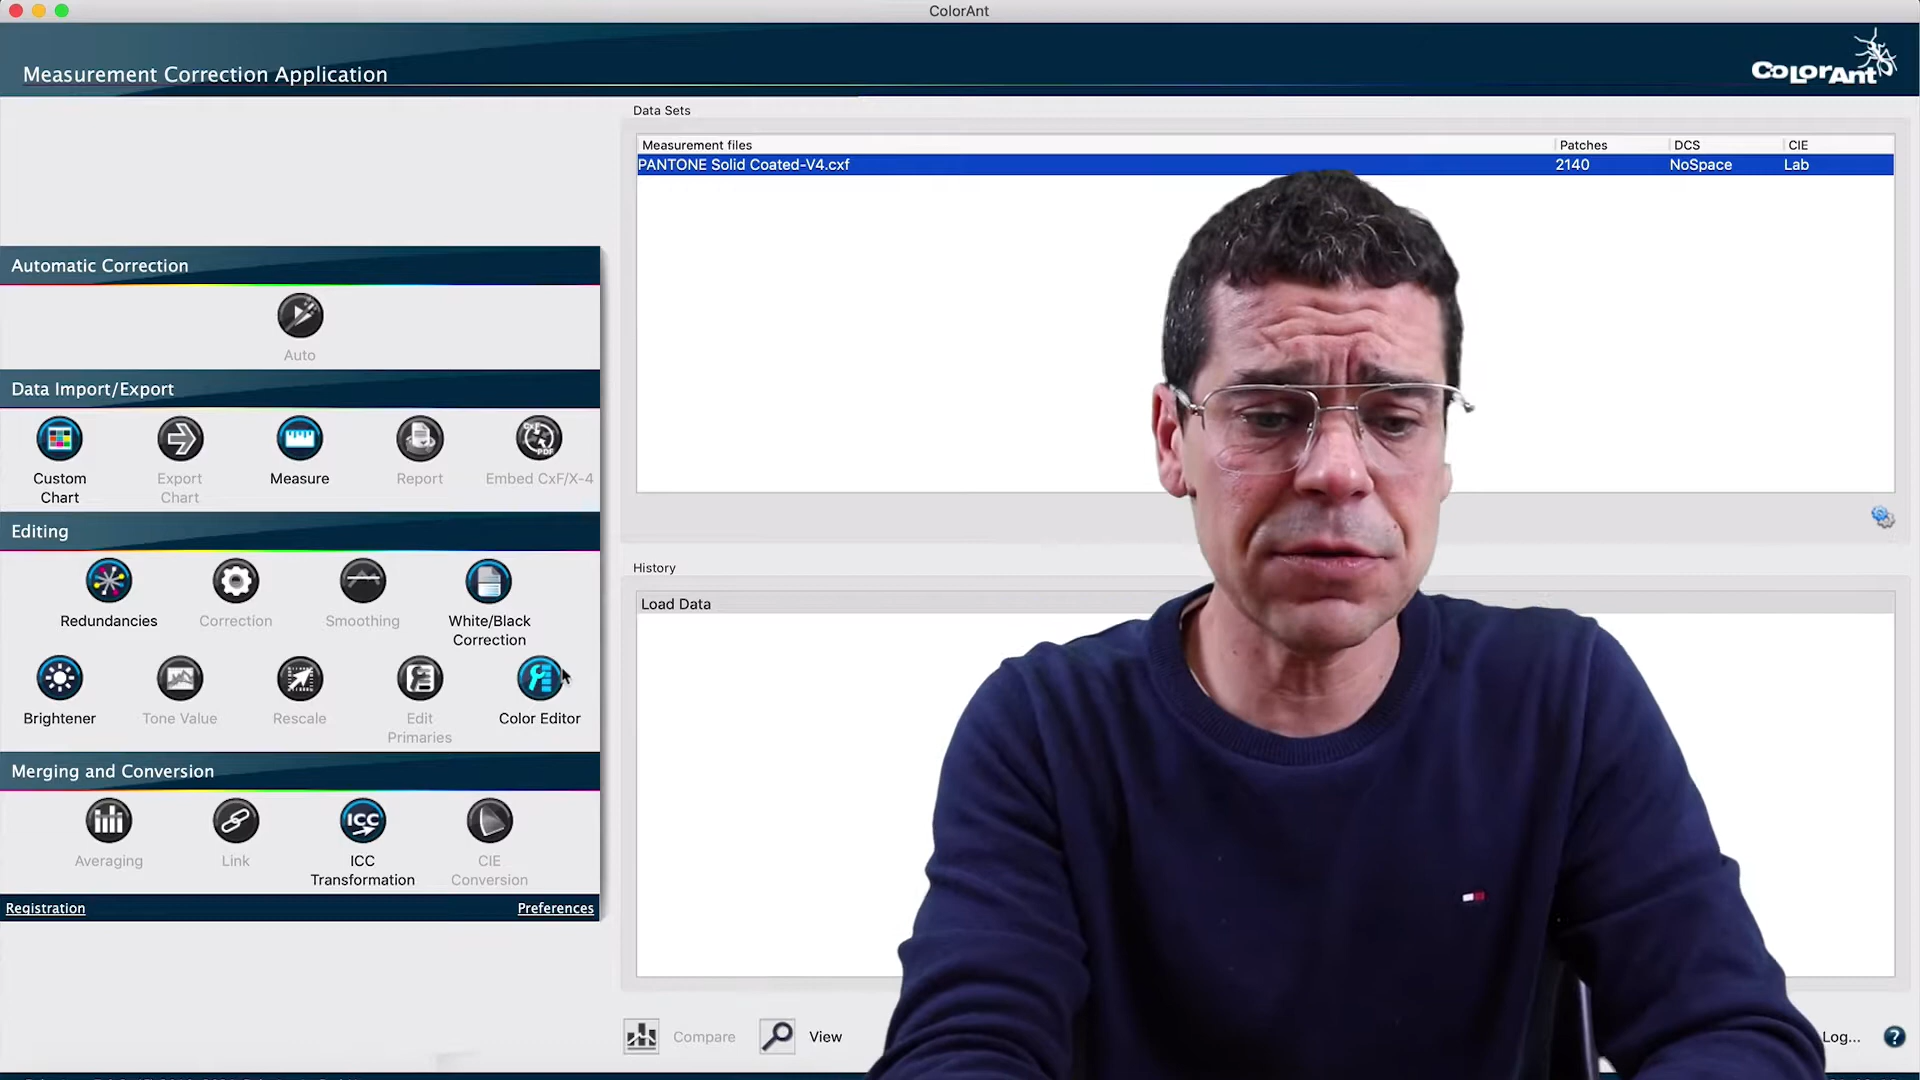 ColorAnt
Measurement Correction Application
ColorAnt
Data Sets
Measurement files Patches DCS CIE
PANTONE Solid Coated-V4.cxf 2140 NoSpace Lab
Automatic Correction
Auto
Data Import/Export
Custom Chart
Export Chart
Measure
Report
CxF PDF
Embed CxF/X-4
Editing
Redundancies
Correction
Smoothing
White/Black Correction
Brightener
Tone Value
Rescale
Edit Primaries
Color Editor
Merging and Conversion
Averaging
Link
ICC
ICC Transformation
CIE Conversion
Registration Preferences
History
Load Data
Compare View Log... ?